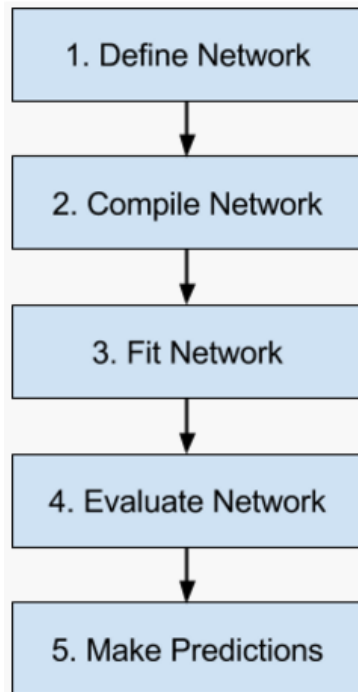 1. Define Network
2. Compile Network
3. Fit Network
4. Evaluate Network
5. Make Predictions